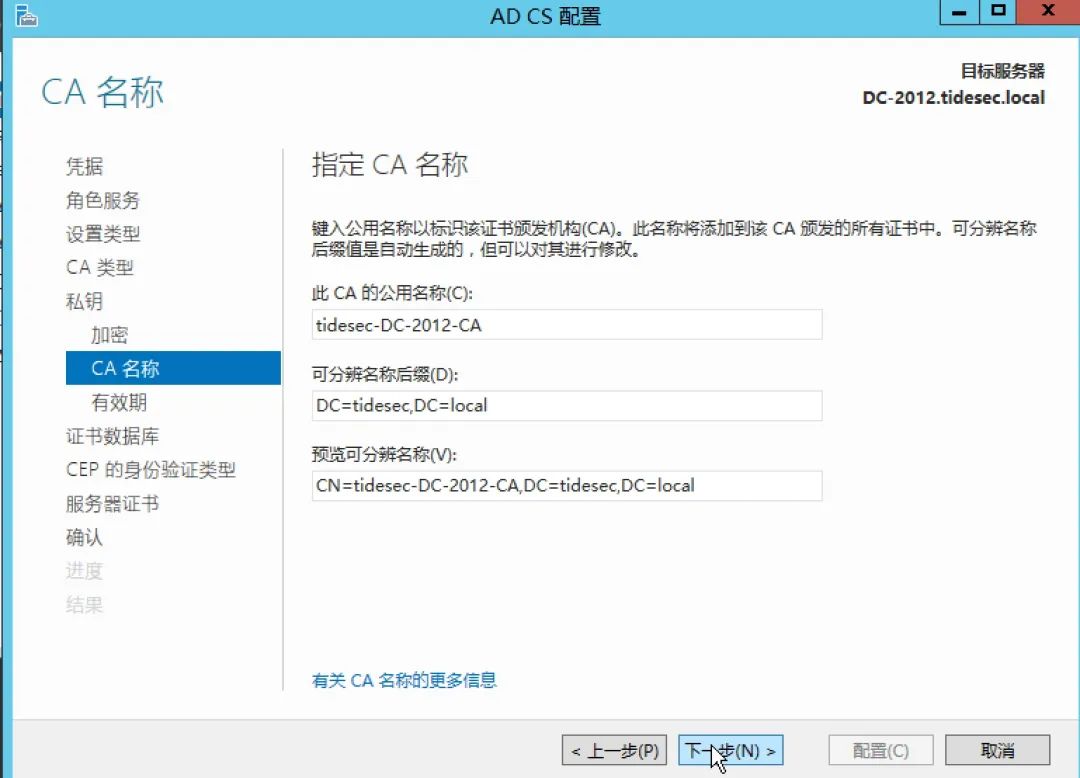 AD CS 配置
CA 名称
目标服务器
DC-2012.tidesec.local
凭据
角色服务
设置类型
CA 类型
私钥
加密
CA 名称
有效期
证书数据库
CEP 的身份验证类型
服务器证书
确认
进度
结果
指定 CA 名称
键入公用名称以标识该证书颁发机构(CA)。此名称将添加到该 CA 颁发的所有证书中。可分辨名称
后缀值是自动生成的，但可以对其进行修改。
此 CA 的公用名称(C):
tidesec-DC-2012-CA
可分辨名称后缀(D):
DC=tidesec,DC=local
预览可分辨名称(V):
CN=tidesec-DC-2012-CA,DC=tidesec,DC=local
有关 CA 名称的更多信息
< 上一步(P)
下一步(N) >
配置(C)
取消